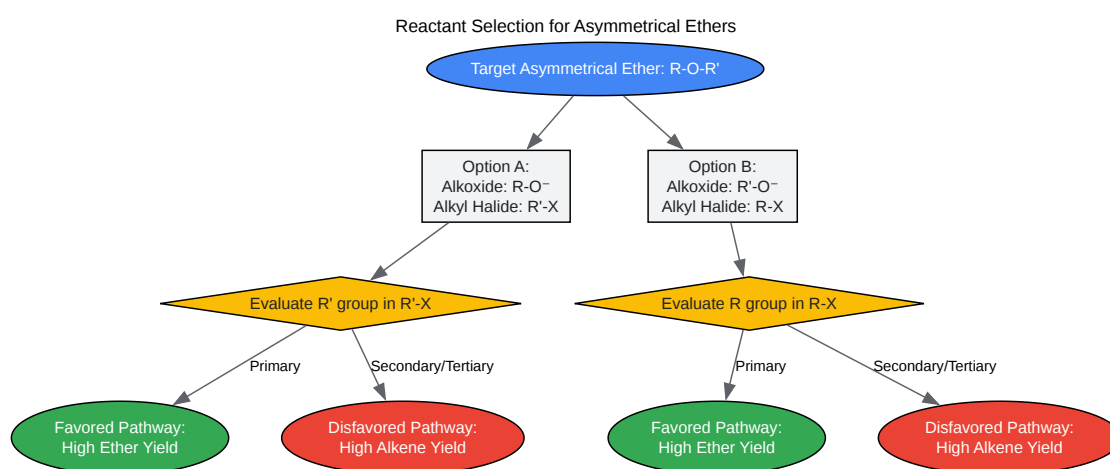 Reactant Selection for Asymmetrical Ethers
Target Asymmetrical Ether: R-O-R'
Option A:
Alkoxide: R-O⁻
Alkyl Halide: R'-X
Option B:
Alkoxide: R'-O⁻
Alkyl Halide: R-X
Evaluate R' group in R'-X
Evaluate R group in R-X
Primary
Secondary/Tertiary
Primary
Secondary/Tertiary
Favored Pathway:
High Ether Yield
Disfavored Pathway:
High Alkene Yield
Favored Pathway:
High Ether Yield
Disfavored Pathway:
High Alkene Yield